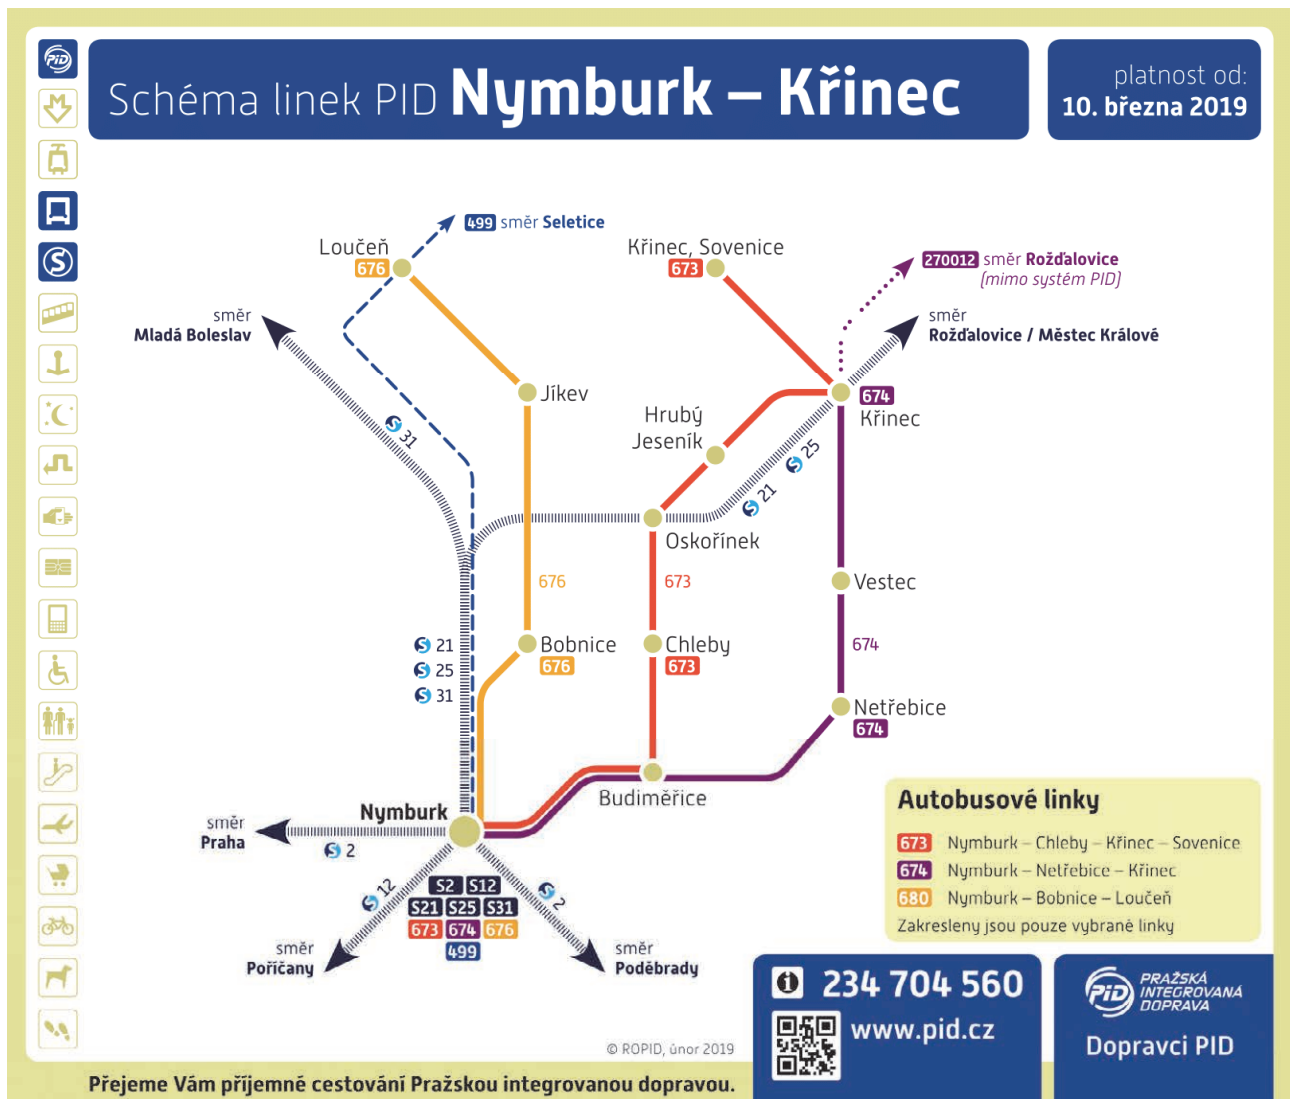 PiD
Schéma linek PID Nymburk – Křinec
platnost od:
10. března 2019
499 směr Seletice
Loučeň
676
Křinec, Sovenice
673
270012 směr Rožďalovice
(mimo systém PID)
směr
Mladá Boleslav
směr
Rožďalovice / Městec Králové
Jíkev
674
Křinec
Hrubý
Jeseník
S 31
S 25
S 21
Oskořínek
676
673
Vestec
S 21
S 25
S 31
Bobnice
676
Chleby
673
674
Netřebice
674
Budiměřice
Nymburk
směr
Praha
S 2
S 12
S 2
S2 S12
S21 S25 S31
673 674 676
499
směr
Poříčany
směr
Poděbrady
Autobusové linky
673 Nymburk – Chleby – Křinec – Sovenice
674 Nymburk – Netřebice – Křinec
680 Nymburk – Bobnice – Loučeň
Zakresleny jsou pouze vybrané linky
234 704 560
www.pid.cz
PiD PRAŽSKÁ
INTEGROVANÁ
DOPRAVA
Dopravci PID
© ROPID, únor 2019
Přejeme Vám příjemné cestování Pražskou integrovanou dopravou.